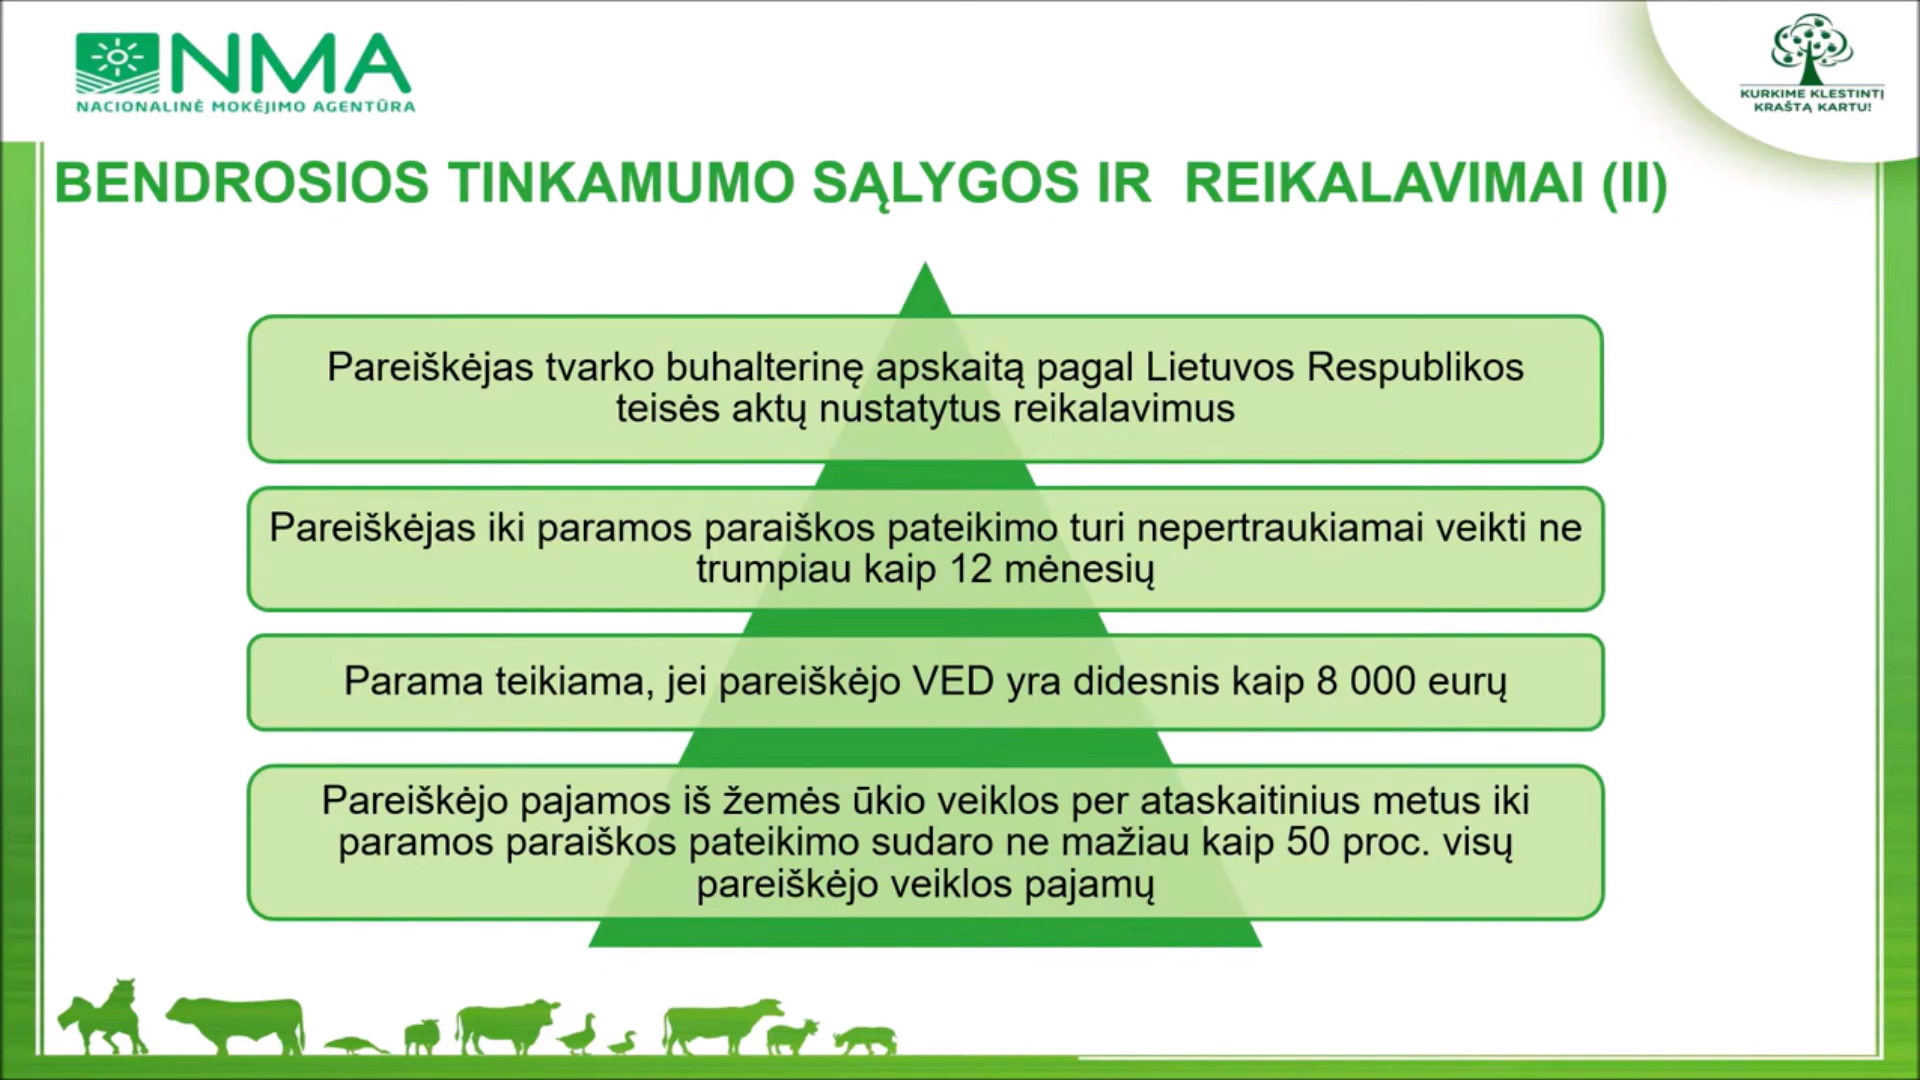 NMA
NACIONALINĖ MOKĖJIMO AGENTŪRA
KURKIME KLESTINTĮ
KRAŠTĄ KARTU!
BENDROSIOS TINKAMUMO SĄLYGOS IR REIKALAVIMAI (II)
Pareiškėjas tvarko buhalterinę apskaitą pagal Lietuvos Respublikos
teisės aktų nustatytus reikalavimus
Pareiškėjas iki paramos paraiškos pateikimo turi nepertraukiamai veikti ne
trumpiau kaip 12 mėnesių
Parama teikiama, jei pareiškėjo VED yra didesnis kaip 8 000 eurų
Pareiškėjo pajamos iš žemės ūkio veiklos per ataskaitinius metus iki
paramos paraiškos pateikimo sudaro ne mažiau kaip 50 proc. visų
pareiškėjo veiklos pajamų